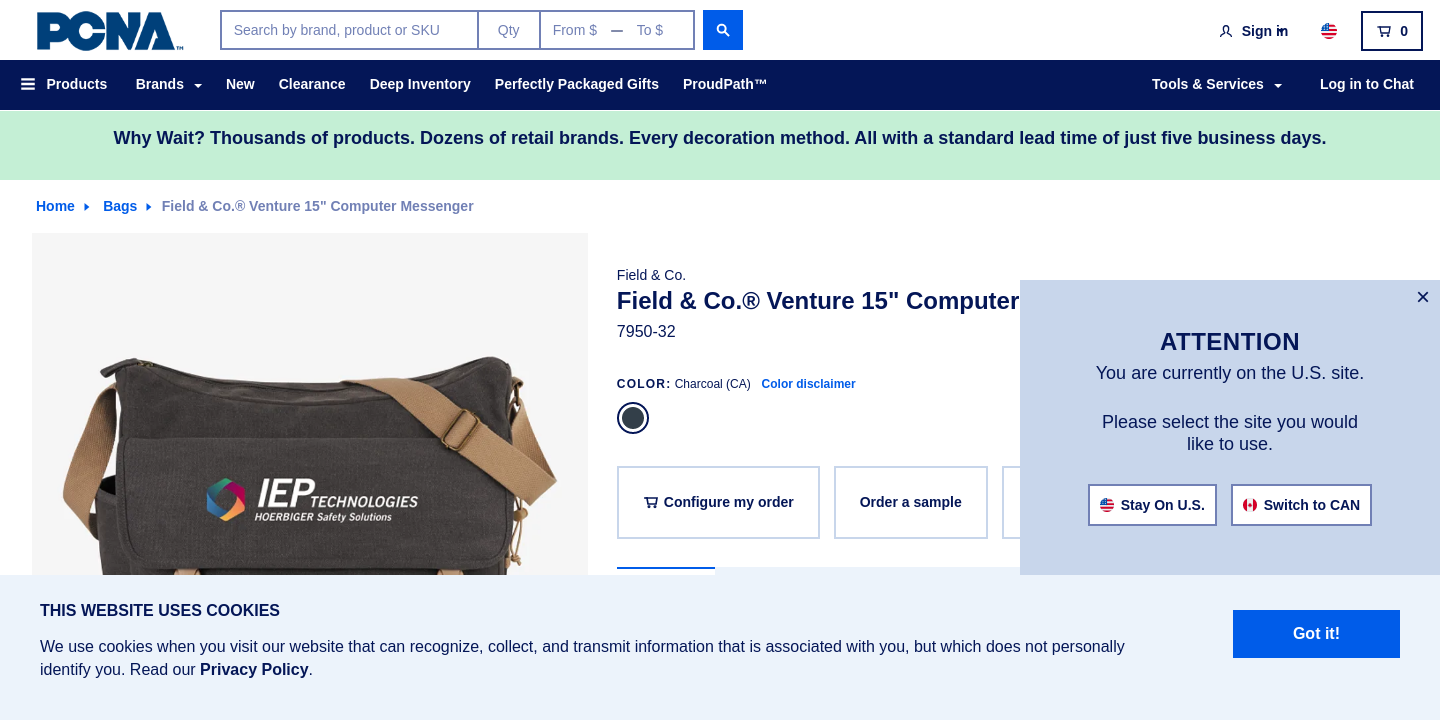 PCNA™
Search by brand, product or SKU
Qty
From $ — To $
Sign in
0
Products
Brands
New
Clearance
Deep Inventory
Perfectly Packaged Gifts
ProudPath™
Tools & Services
Log in to Chat
Why Wait? Thousands of products. Dozens of retail brands. Every decoration method. All with a standard lead time of just five business days.
Home
Bags
Field & Co.® Venture 15" Computer Messenger
IEP TECHNOLOGIES
HOERBIGER Safety Solutions
Field & Co.
Field & Co.® Venture 15" Computer
7950-32
COLOR: Charcoal (CA) Color disclaimer
Configure my order
Order a sample
×
ATTENTION
You are currently on the U.S. site.
Please select the site you would
like to use.
Stay On U.S.
Switch to CAN
THIS WEBSITE USES COOKIES
We use cookies when you visit our website that can recognize, collect, and transmit information that is associated with you, but which does not personally
identify you. Read our Privacy Policy.
Got it!